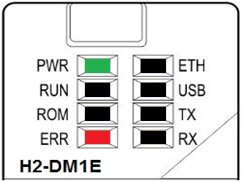 PWR ETH
RUN USB
ROM TX
ERR RX
H2-DM1E